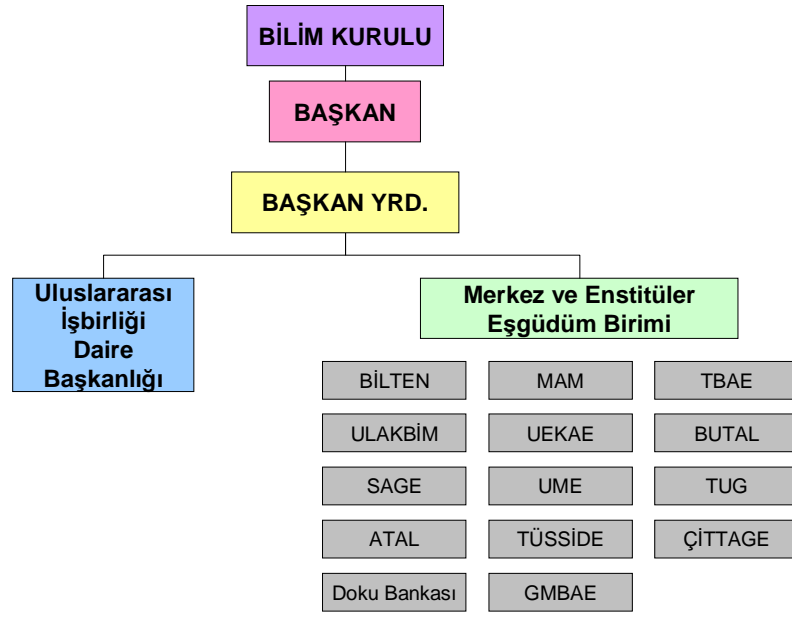 BİLİM KURULU
BAŞKAN
BAŞKAN YRD.
Uluslararası
İşbirliği
Daire
Başkanlığı
Merkez ve Enstitüler
Eşgüdüm Birimi
BİLTEN
MAM
TBAE
ULAKBİM
UEKAE
BUTAL
SAGE
UME
TUG
ATAL
TÜSSİDE
ÇİTTAGE
Doku Bankası
GMBAE